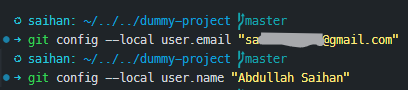 saihan: ~/../../dummy-project master
→ git config --local user.email "sa @gmail.com"
saihan: ~/../../dummy-project master
→ git config --local user.name "Abdullah Saihan"